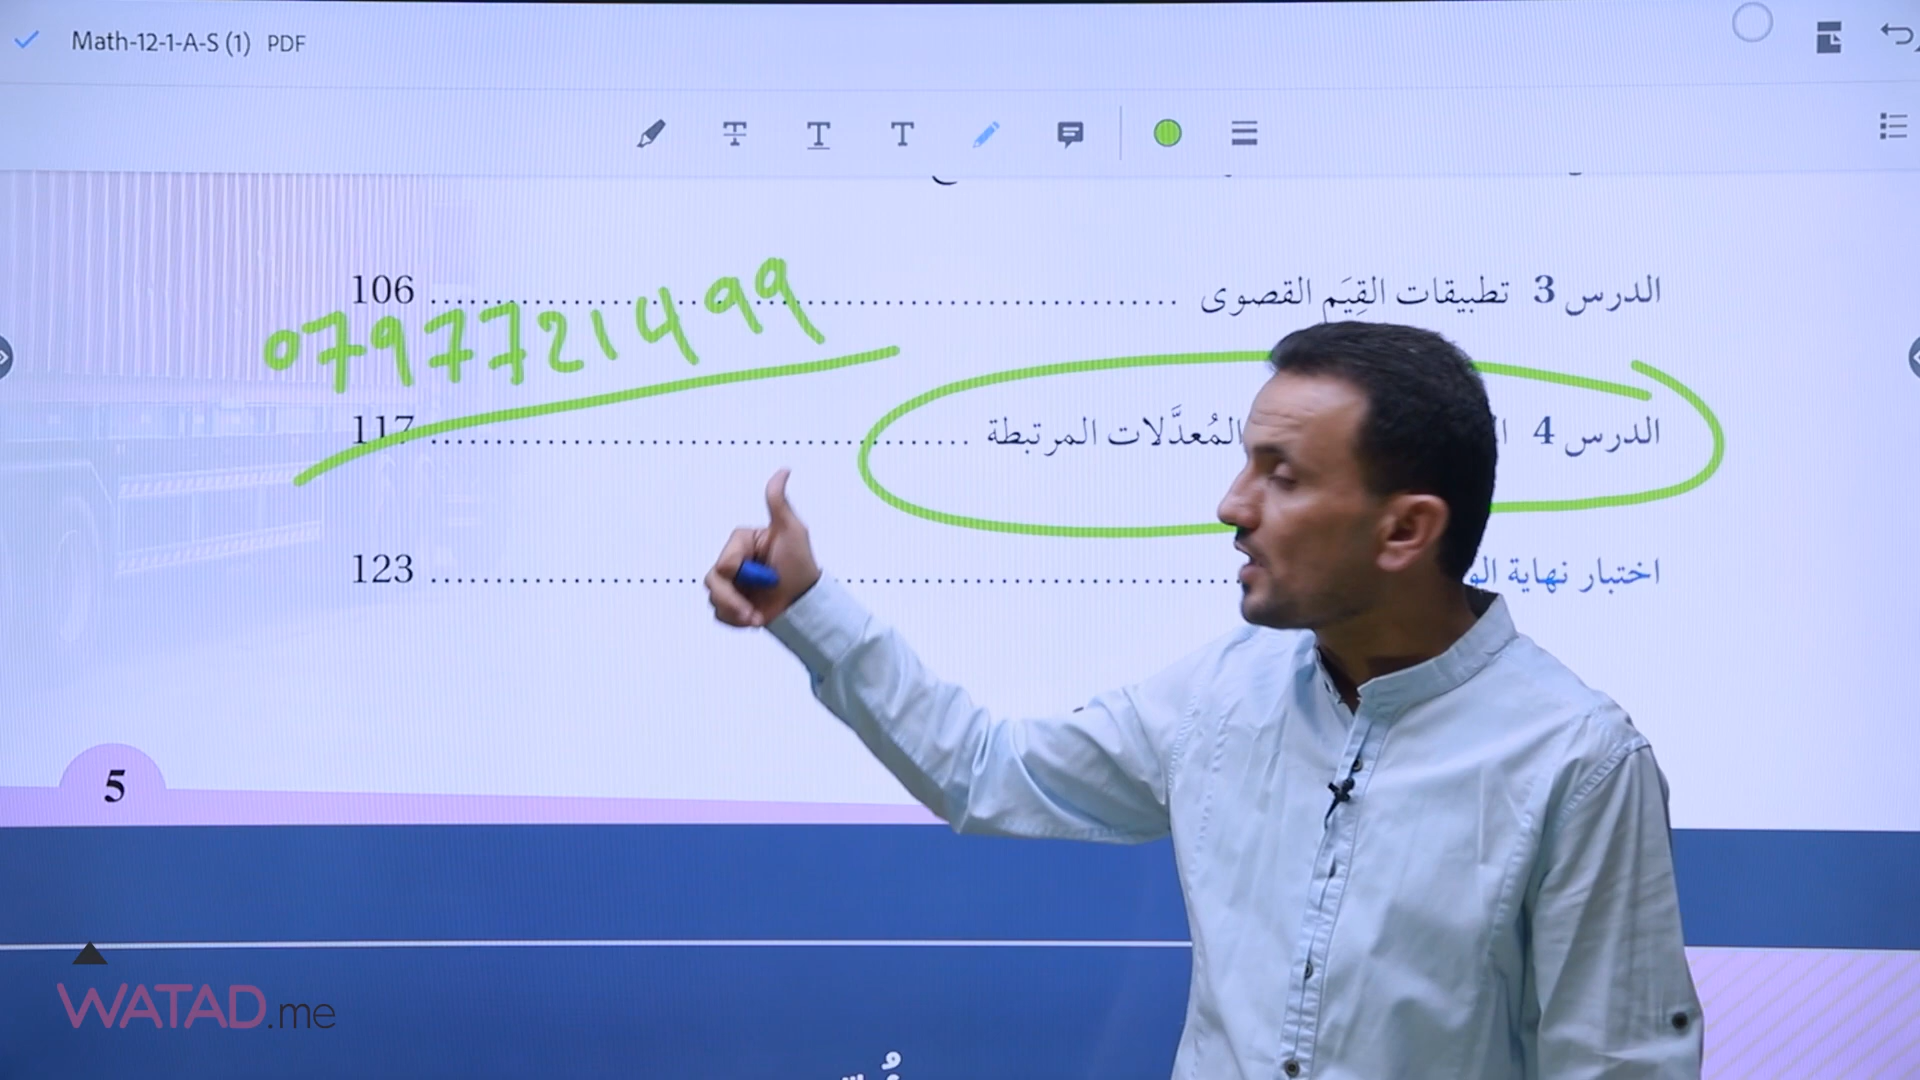 Math-12-1-A-S (1) PDF
الدرس 3 تطبيقات القِيَم القصوى ........ 106
0797721499
الدرس 4 المُعدَّلات المرتبطة ........ 117
اختبار نهاية ........ 123
5
WATAD.me